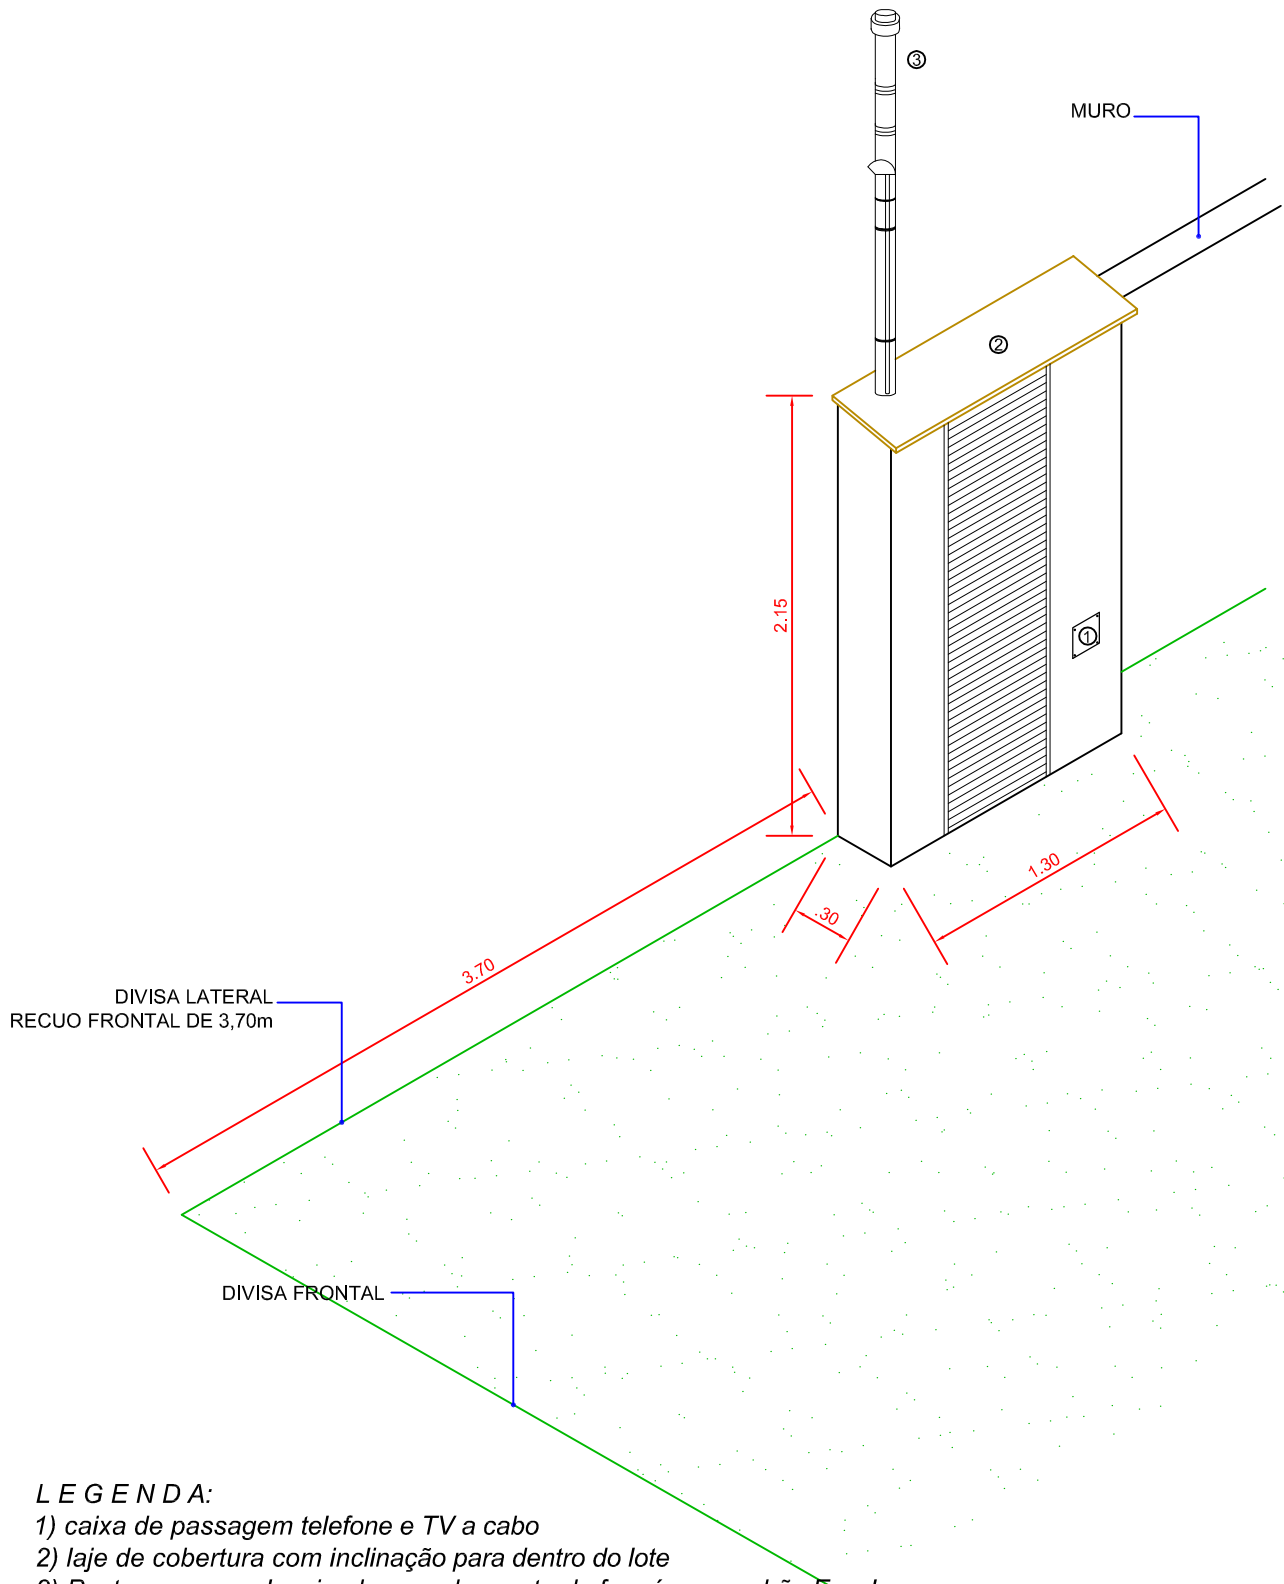 3
MURO
2
2.15
1
1.30
.30
3.70
DIVISA LATERAL
RECUO FRONTAL DE 3,70m
DIVISA FRONTAL
L E G E N D A:
1) caixa de passagem telefone e TV a cabo
2) laje de cobertura com inclinação para dentro do lote